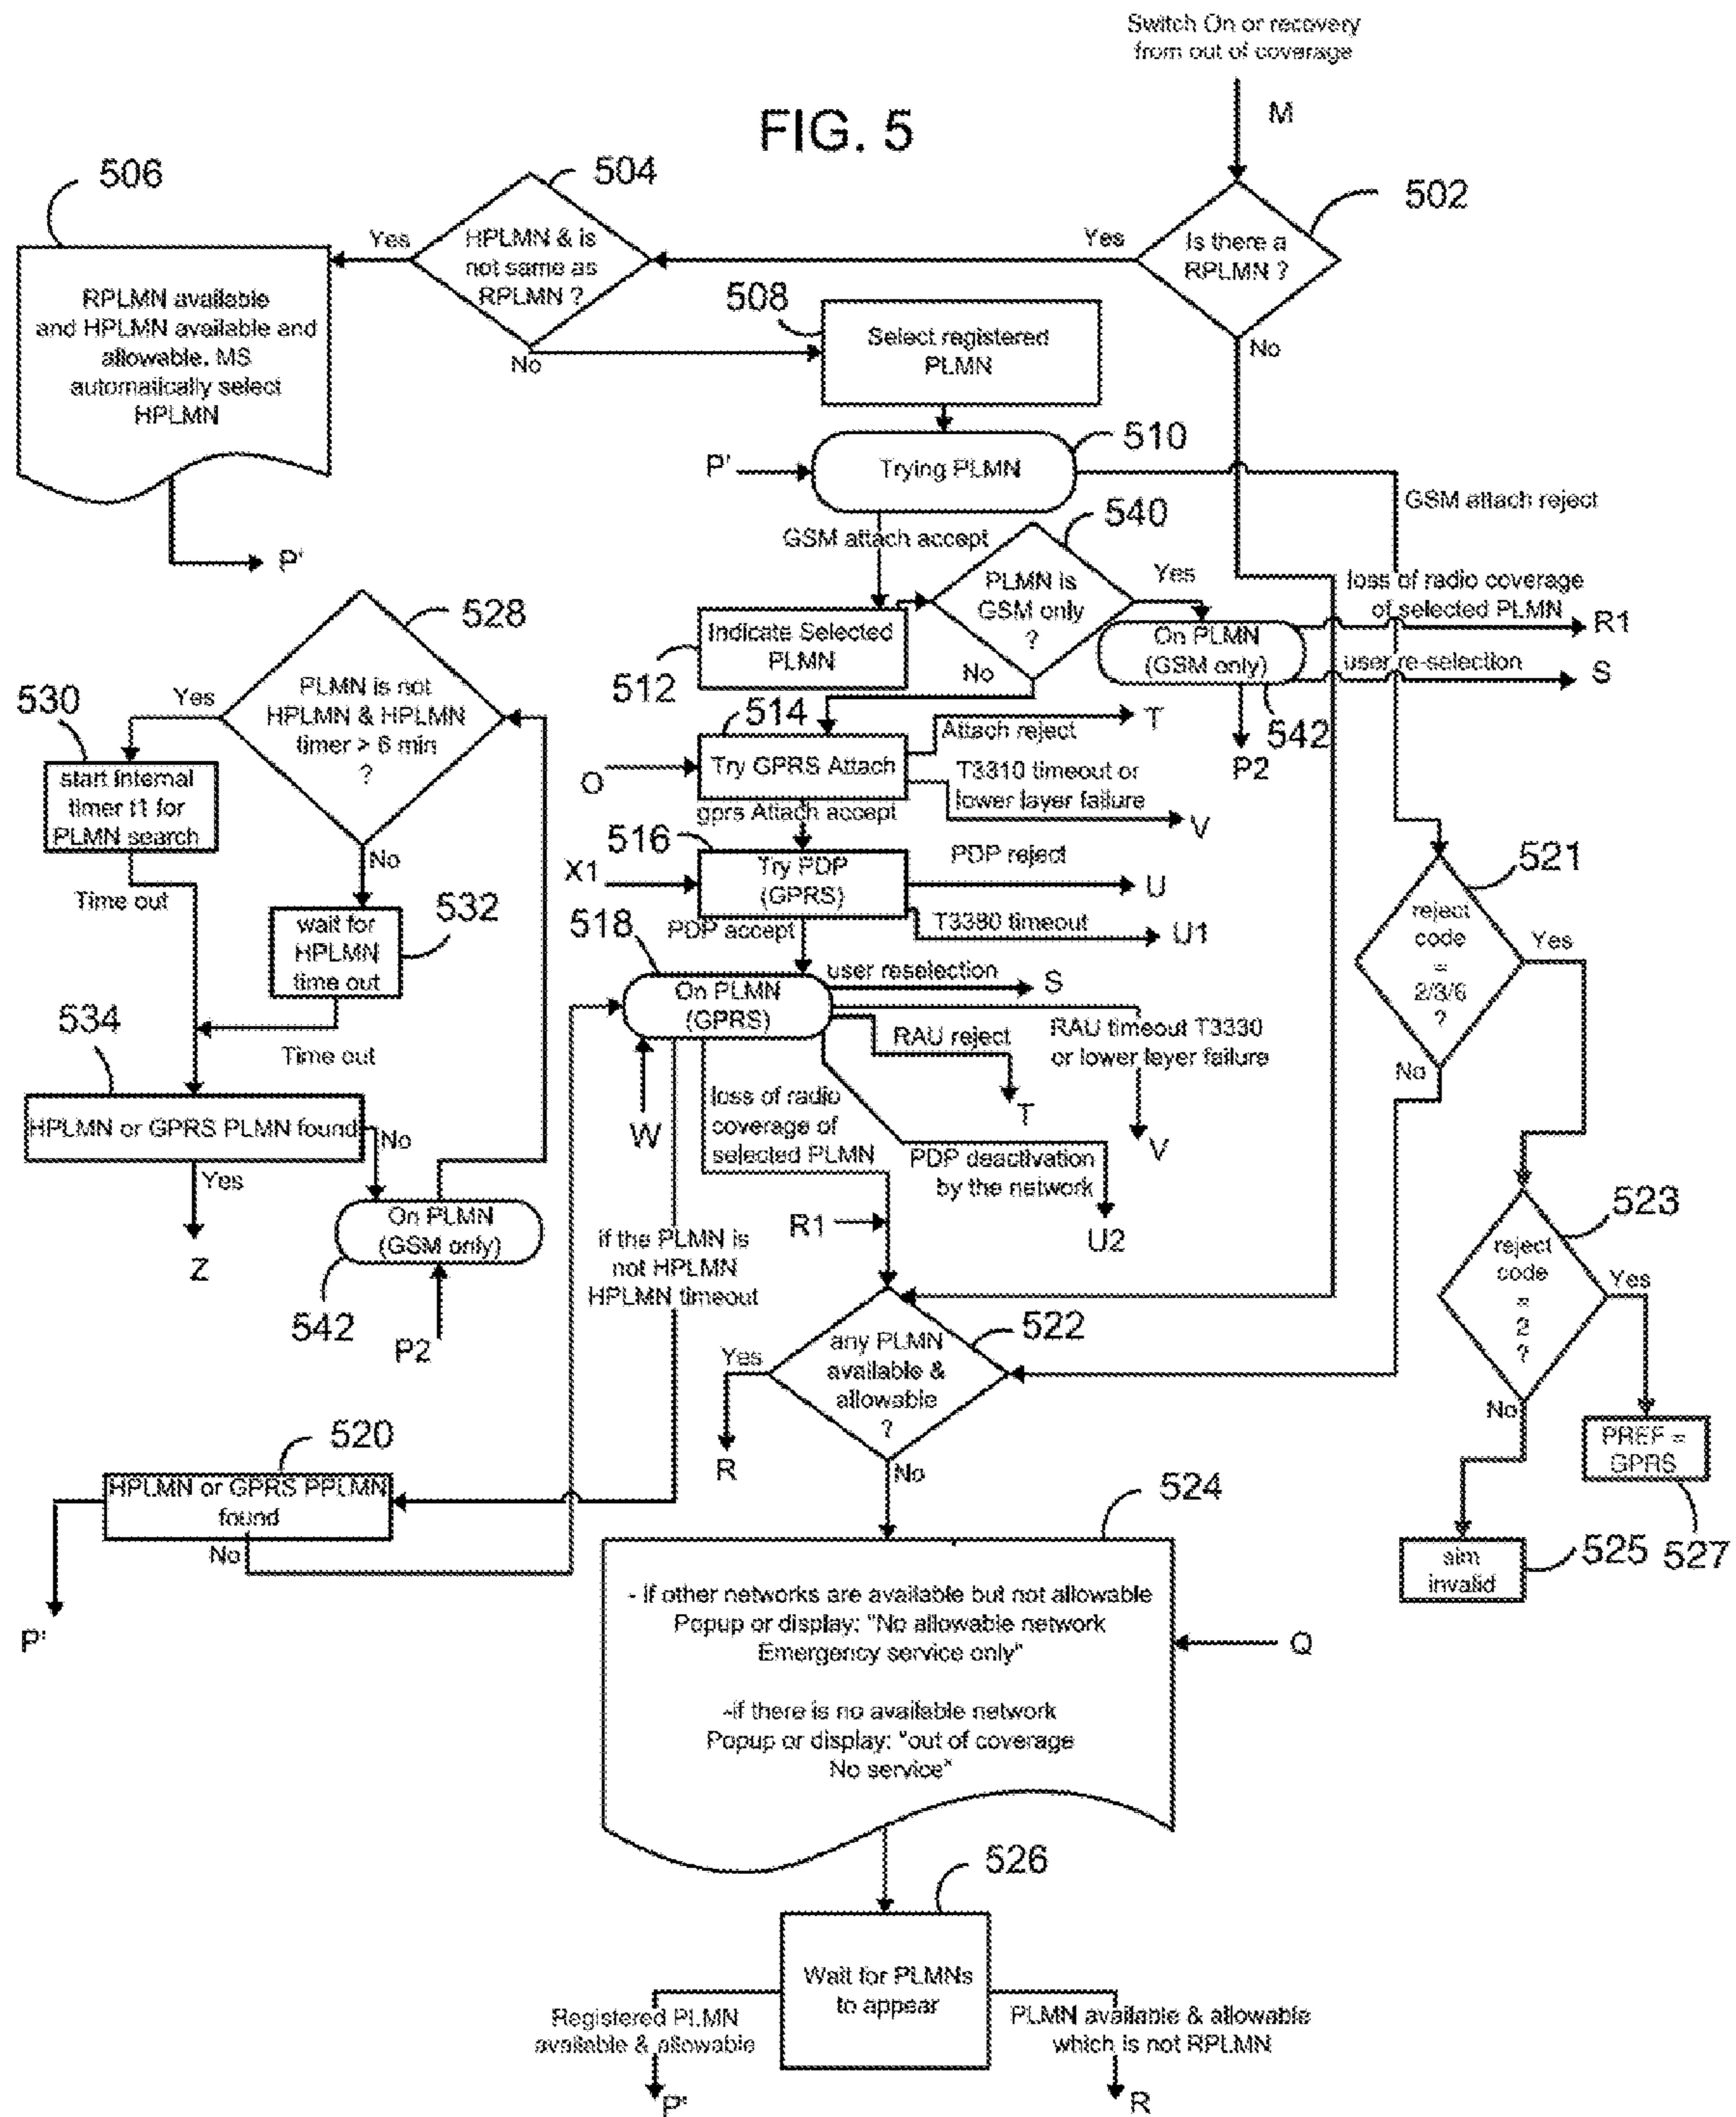 Switch On or recovery
from out of coverage
M
FIG. 5
506
504
502
Yes
HPLMN & is
not same as
RPLMN ?
Yes
Is there a
RPLMN ?
RPLMN available
and HPLMN available and
allowable. MS
automatically select
HPLMN
No
508
Select registered
PLMN
No
P'
P'
Trying PLMN
510
GSM attach reject
GSM attach accept
540
PLMN is
GSM only
?
Yes
No
Indicate Selected
PLMN
512
On PLMN
(GSM only)
542
loss of radio coverage
of selected PLMN
R1
user re-selection
S
P2
528
PLMN is not
HPLMN & HPLMN
timer > 6 min
?
Yes
No
530
start internal
timer t1 for
PLMN search
Time out
532
wait for
HPLMN
time out
Time out
534
HPLMN or GPRS PLMN found
No
Yes
Z
On PLMN
(GSM only)
542
P2
514
O
Try GPRS Attach
Attach reject
T
T3310 timeout or
lower layer failure
V
gprs Attach accept
516
X1
Try PDP
(GPRS)
PDP reject
U
T3380 timeout
U1
PDP accept
518
On PLMN
(GPRS)
user reselection
S
RAU reject
T
RAU timeout T3330
or lower layer failure
V
W
loss of radio
coverage of
selected PLMN
PDP deactivation
by the network
U2
R1
if the PLMN is
not HPLMN
HPLMN timeout
521
reject
code
=
2/3/6
?
Yes
No
523
reject
code
=
2
?
Yes
No
PREF =
GPRS
527
sim
invalid
525
522
any PLMN
available &
allowable
?
Yes
R
No
520
HPLMN or GPRS PPLMN
found
No
P'
524
- if other networks are available but not allowable
Popup or display: "No allowable network
Emergency service only"
-if there is no available network
Popup or display: "out of coverage
No service"
Q
526
Wait for PLMNs
to appear
Registered PLMN
available & allowable
P'
PLMN available & allowable
which is not RPLMN
R